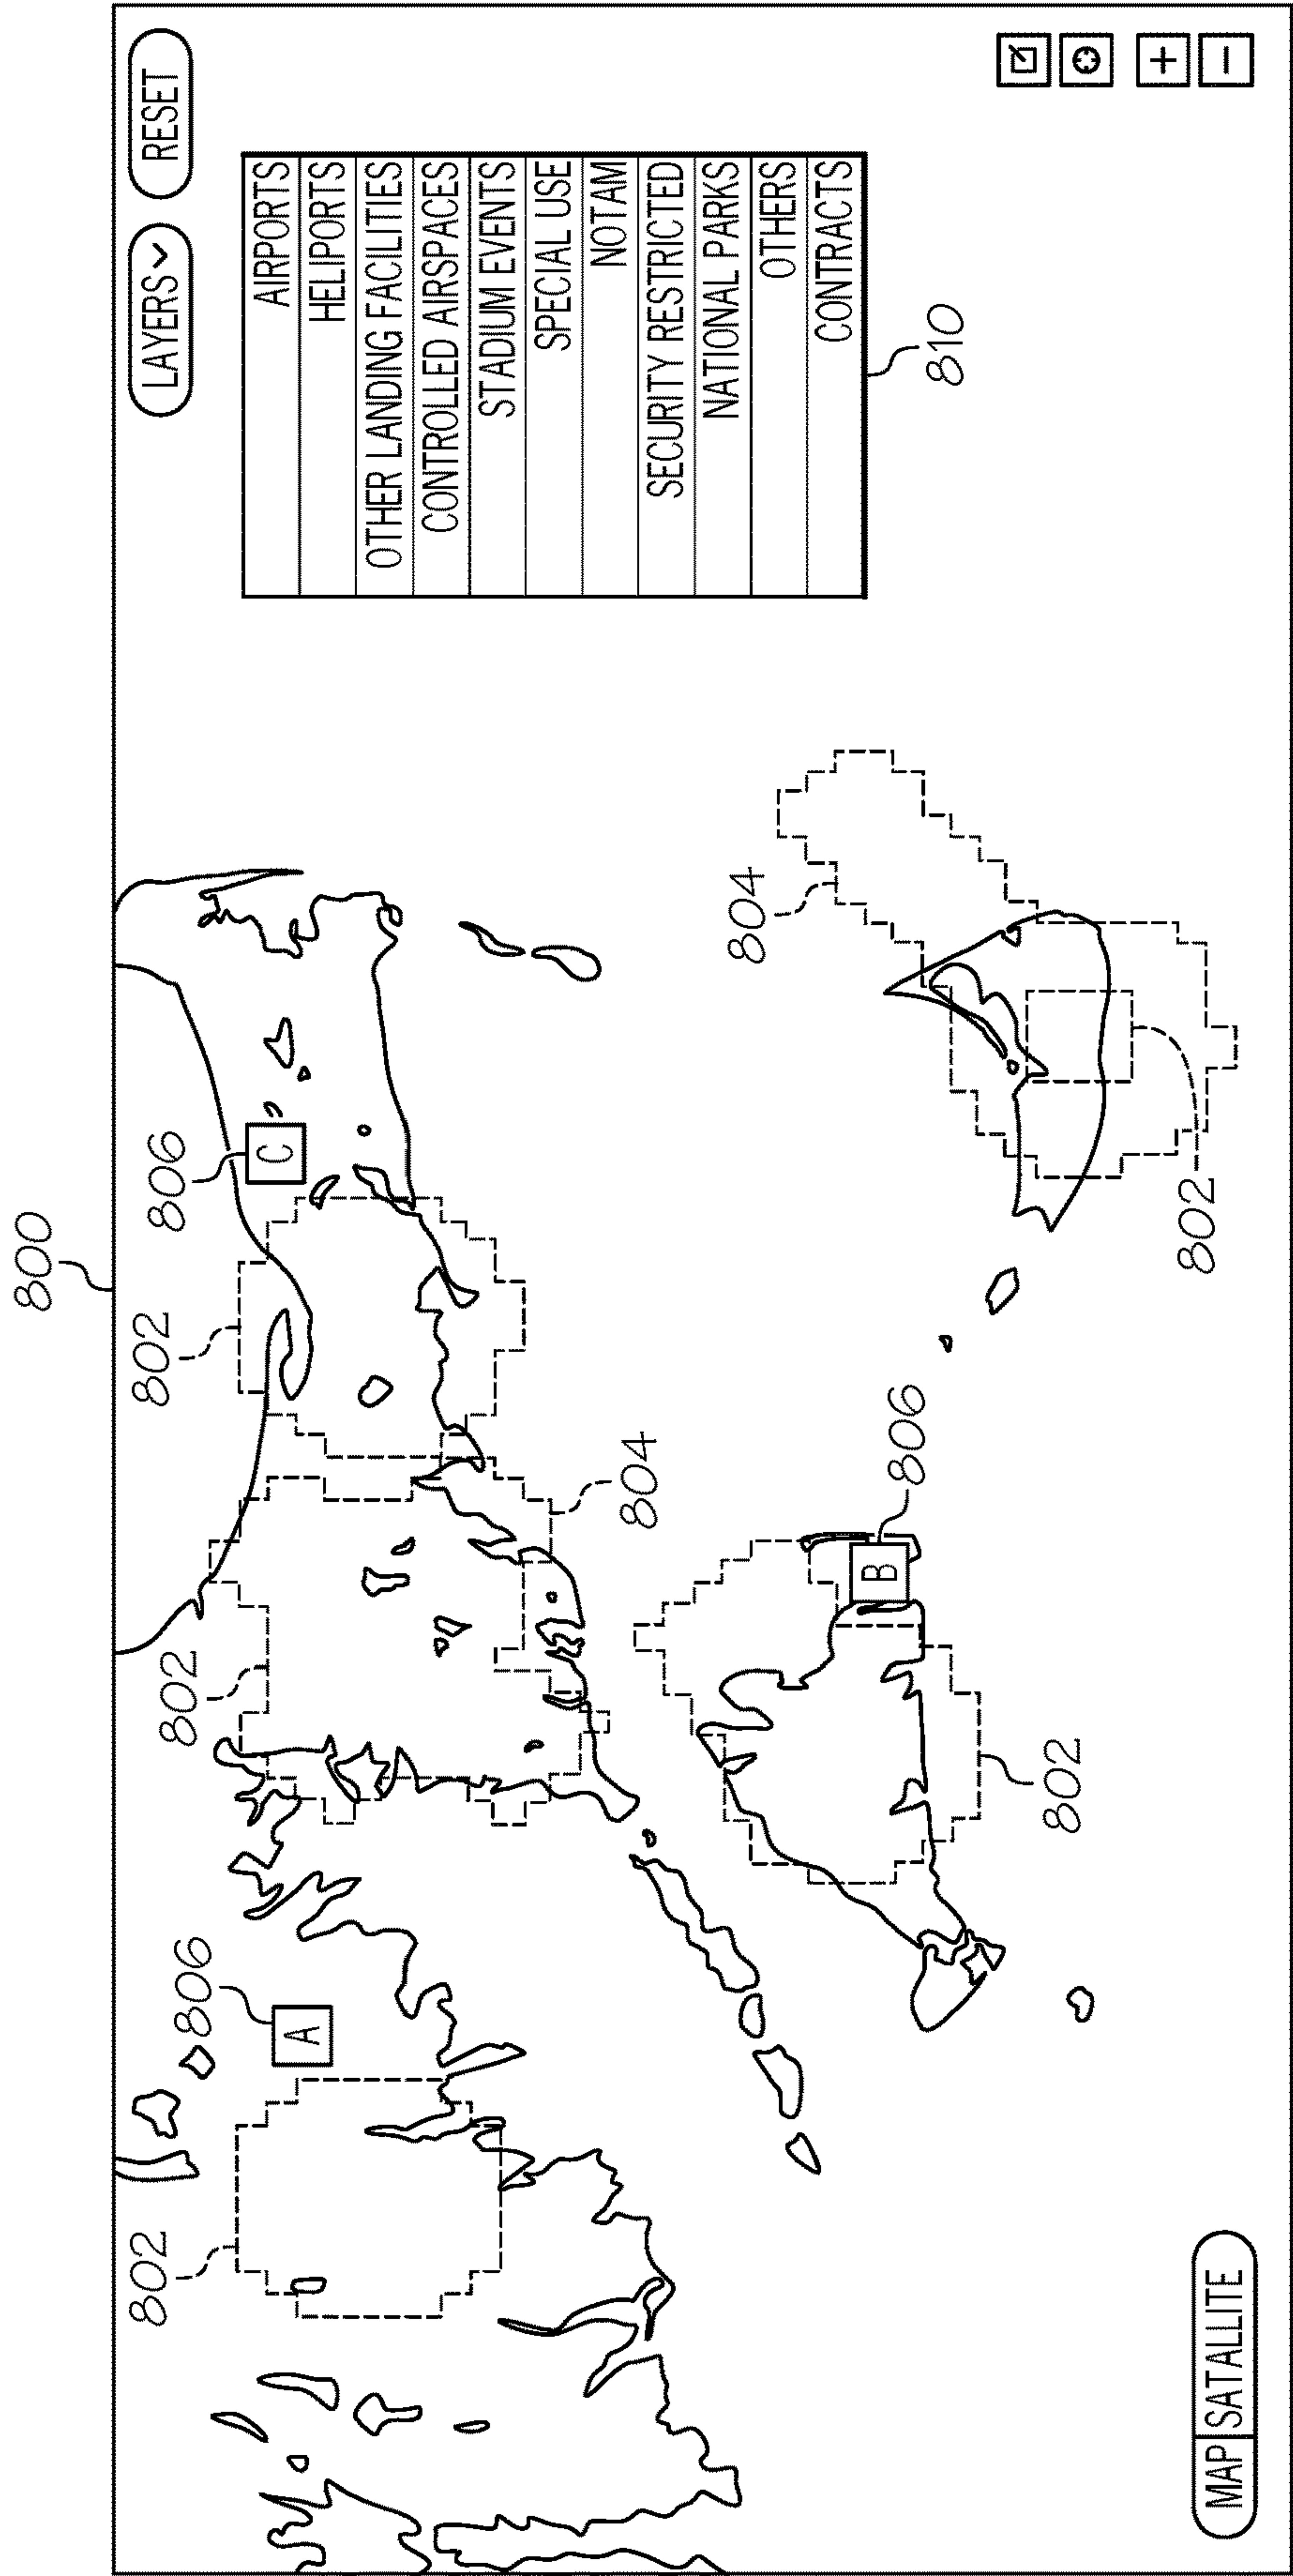 800
LAYERS
RESET
802
806
C
802
802
806
A
AIRPORTS
HELIPORTS
OTHER LANDING FACILITIES
CONTROLLED AIRSPACES
STADIUM EVENTS
SPECIAL USE
NOTAM
SECURITY RESTRICTED
NATIONAL PARKS
OTHERS
CONTRACTS
810
804
804
B
806
802
802
MAP SATALLITE
+
−